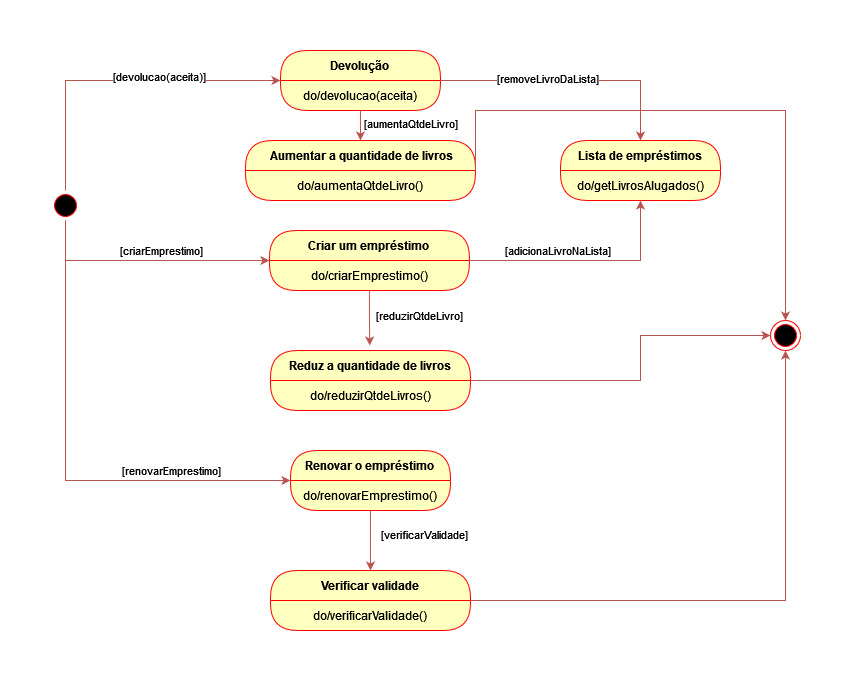 Devolução
[devolucao(aceita)]
[removeLivroDaLista]
do/devolucao(aceita)
[aumentaQtdeLivro]
Aumentar a quantidade de livros
do/aumentaQtdeLivro()
Lista de empréstimos
do/getLivrosAlugados()
Criar um empréstimo
[criarEmprestimo]
[adicionaLivroNaLista]
do/criarEmprestimo()
[reduzirQtdeLivro]
Reduz a quantidade de livros
do/reduzirQtdeLivros()
Renovar o empréstimo
[renovarEmprestimo]
do/renovarEmprestimo()
[verificarValidade]
Verificar validade
do/verificarValidade()